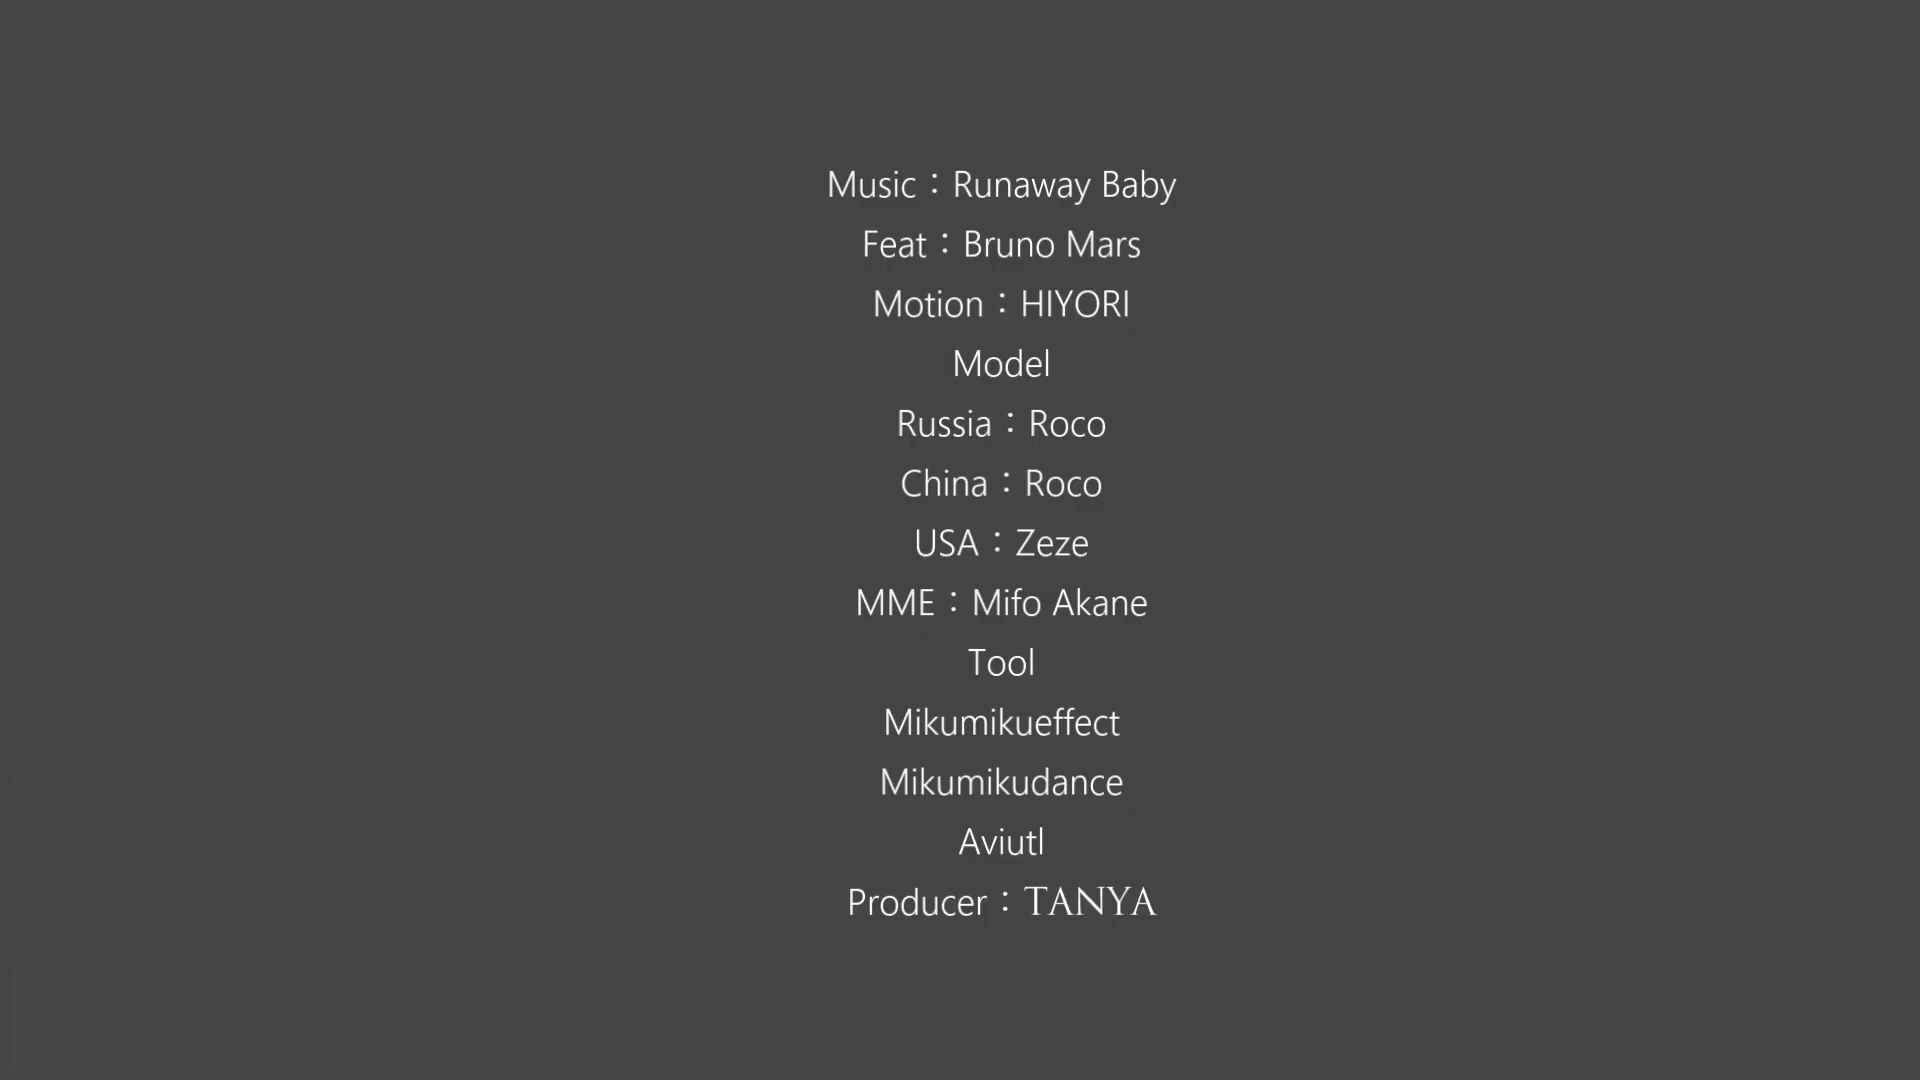 Music：Runaway Baby
Feat：Bruno Mars
Motion：HIYORI
Model
Russia：Roco
China：Roco
USA：Zeze
MME：Mifo Akane
Tool
Mikumikueffect
Mikumikudance
Aviutl
Producer：TANYA